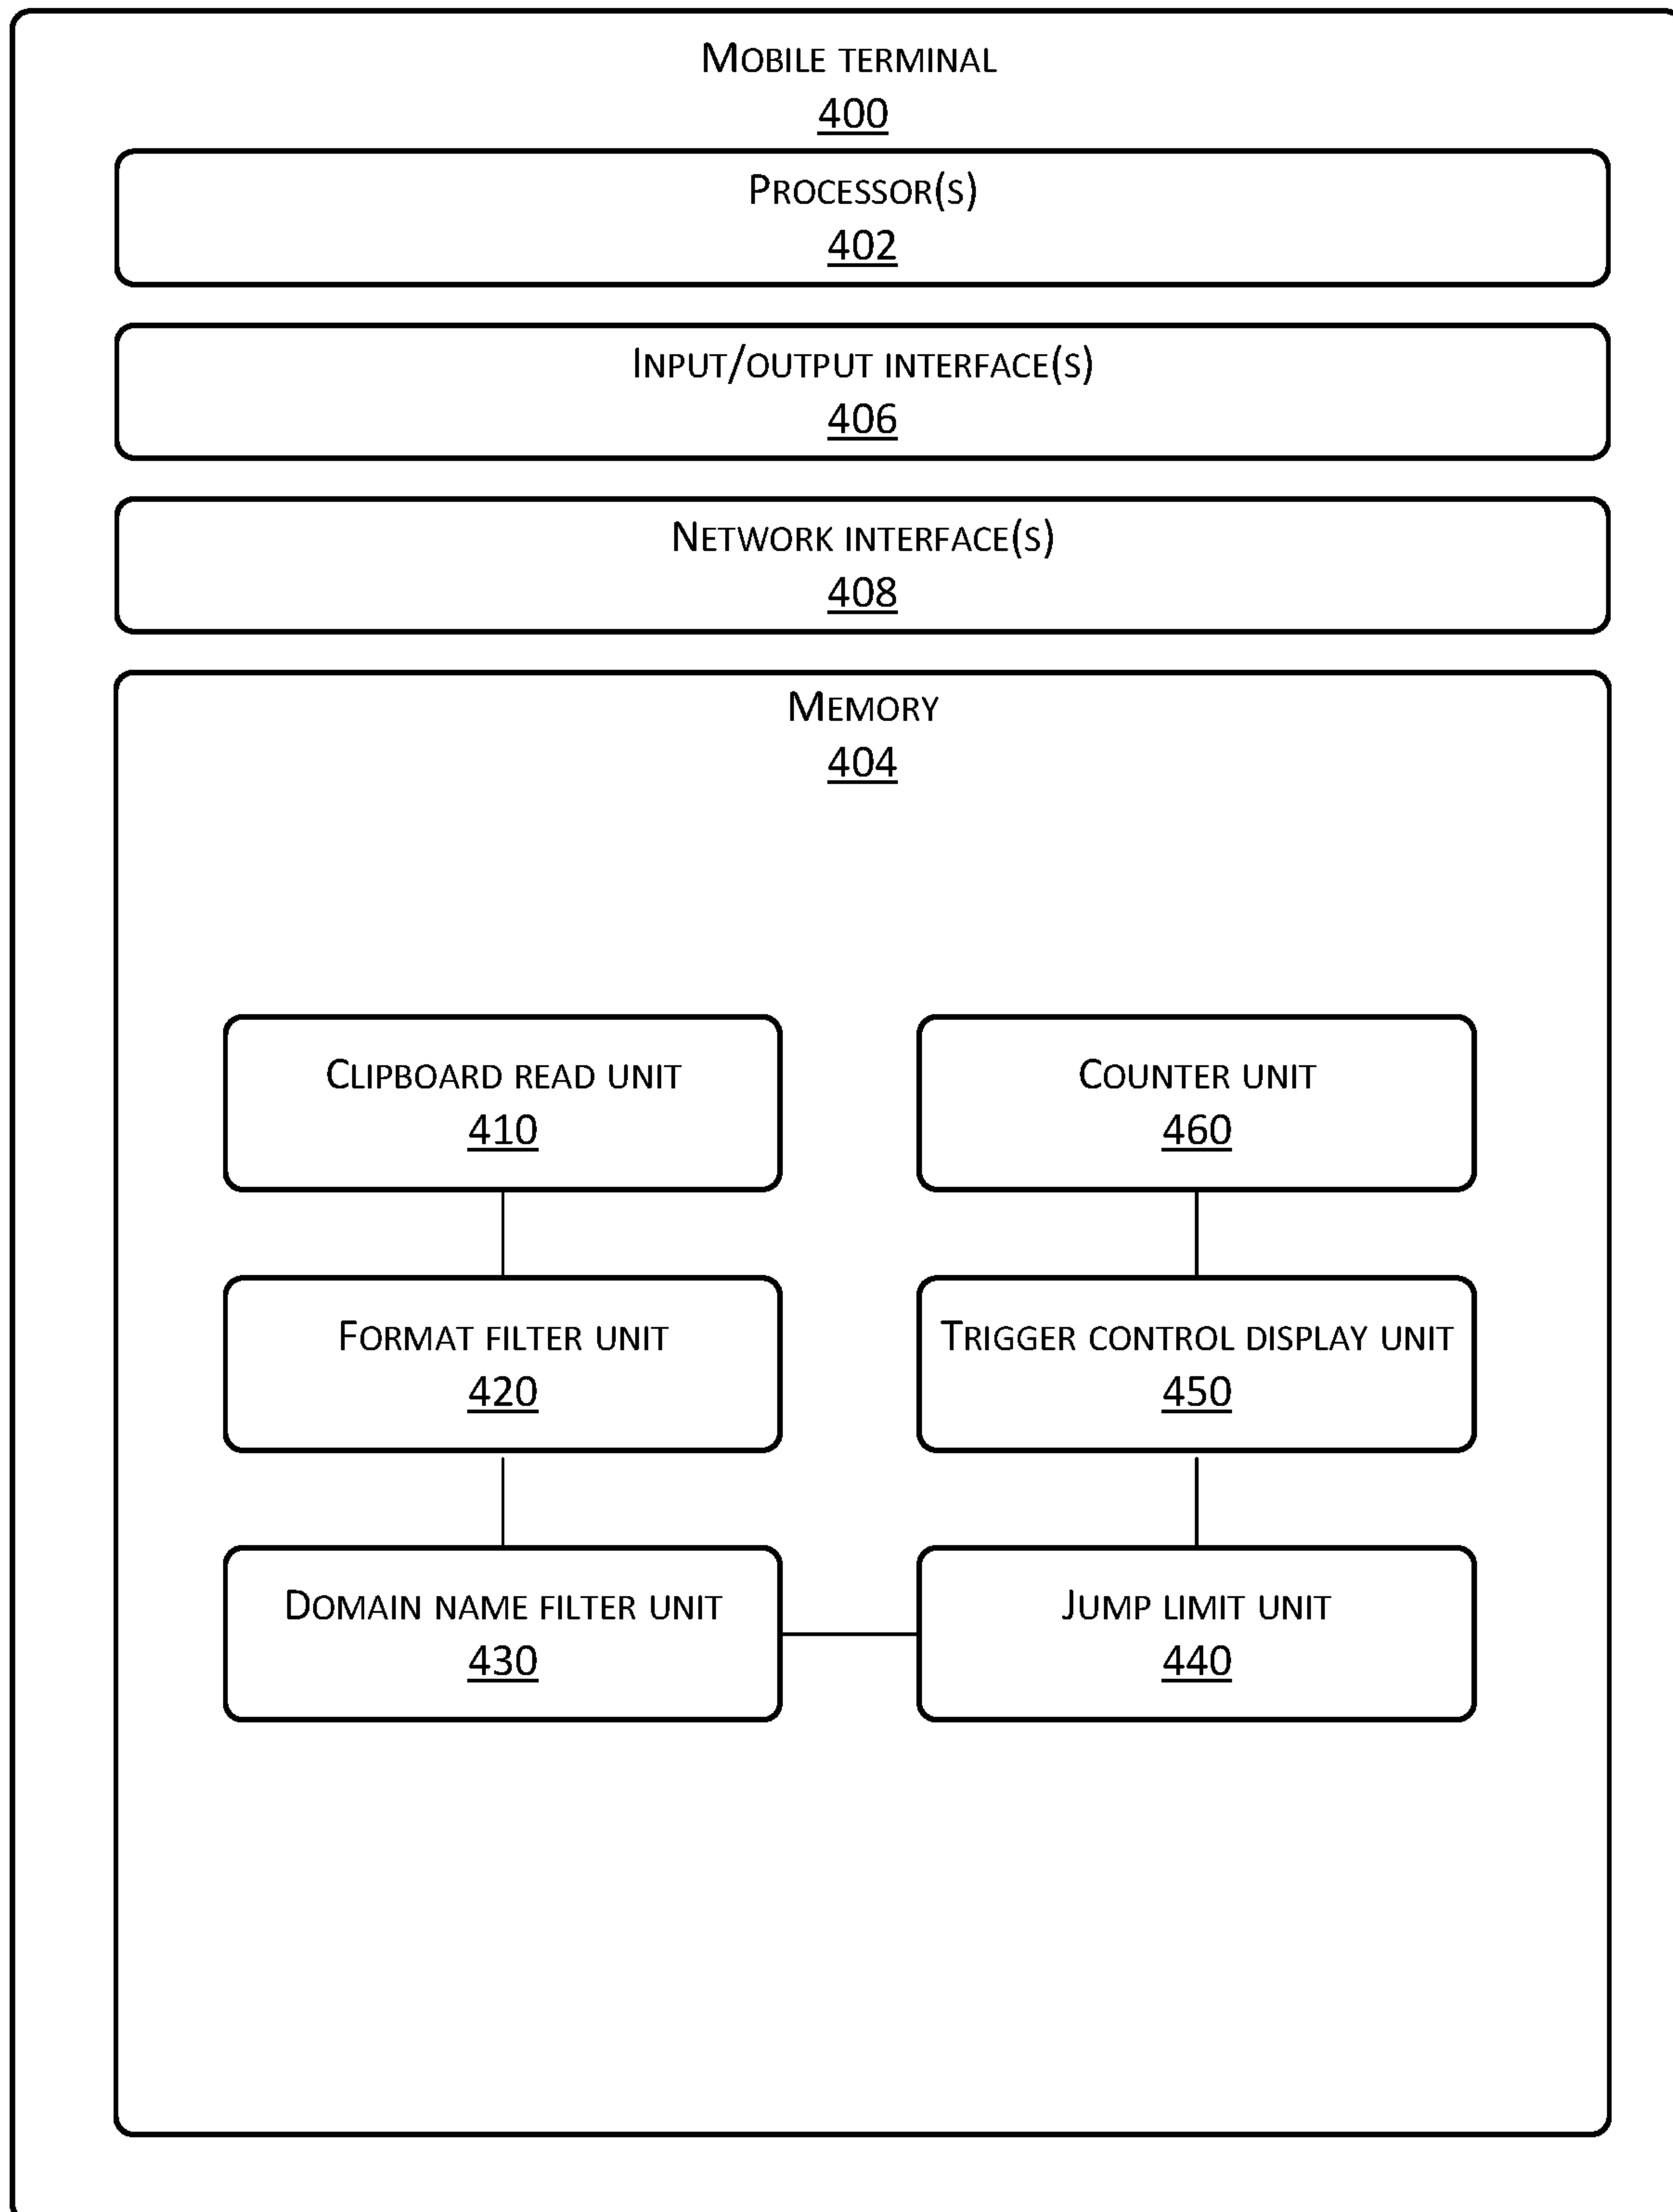 Mobile terminal
400
Processor(s)
402
Input/output interface(s)
406
Network interface(s)
408
Memory
404
Clipboard read unit
410
Counter unit
460
Format filter unit
420
Trigger control display unit
450
Domain name filter unit
430
Jump limit unit
440